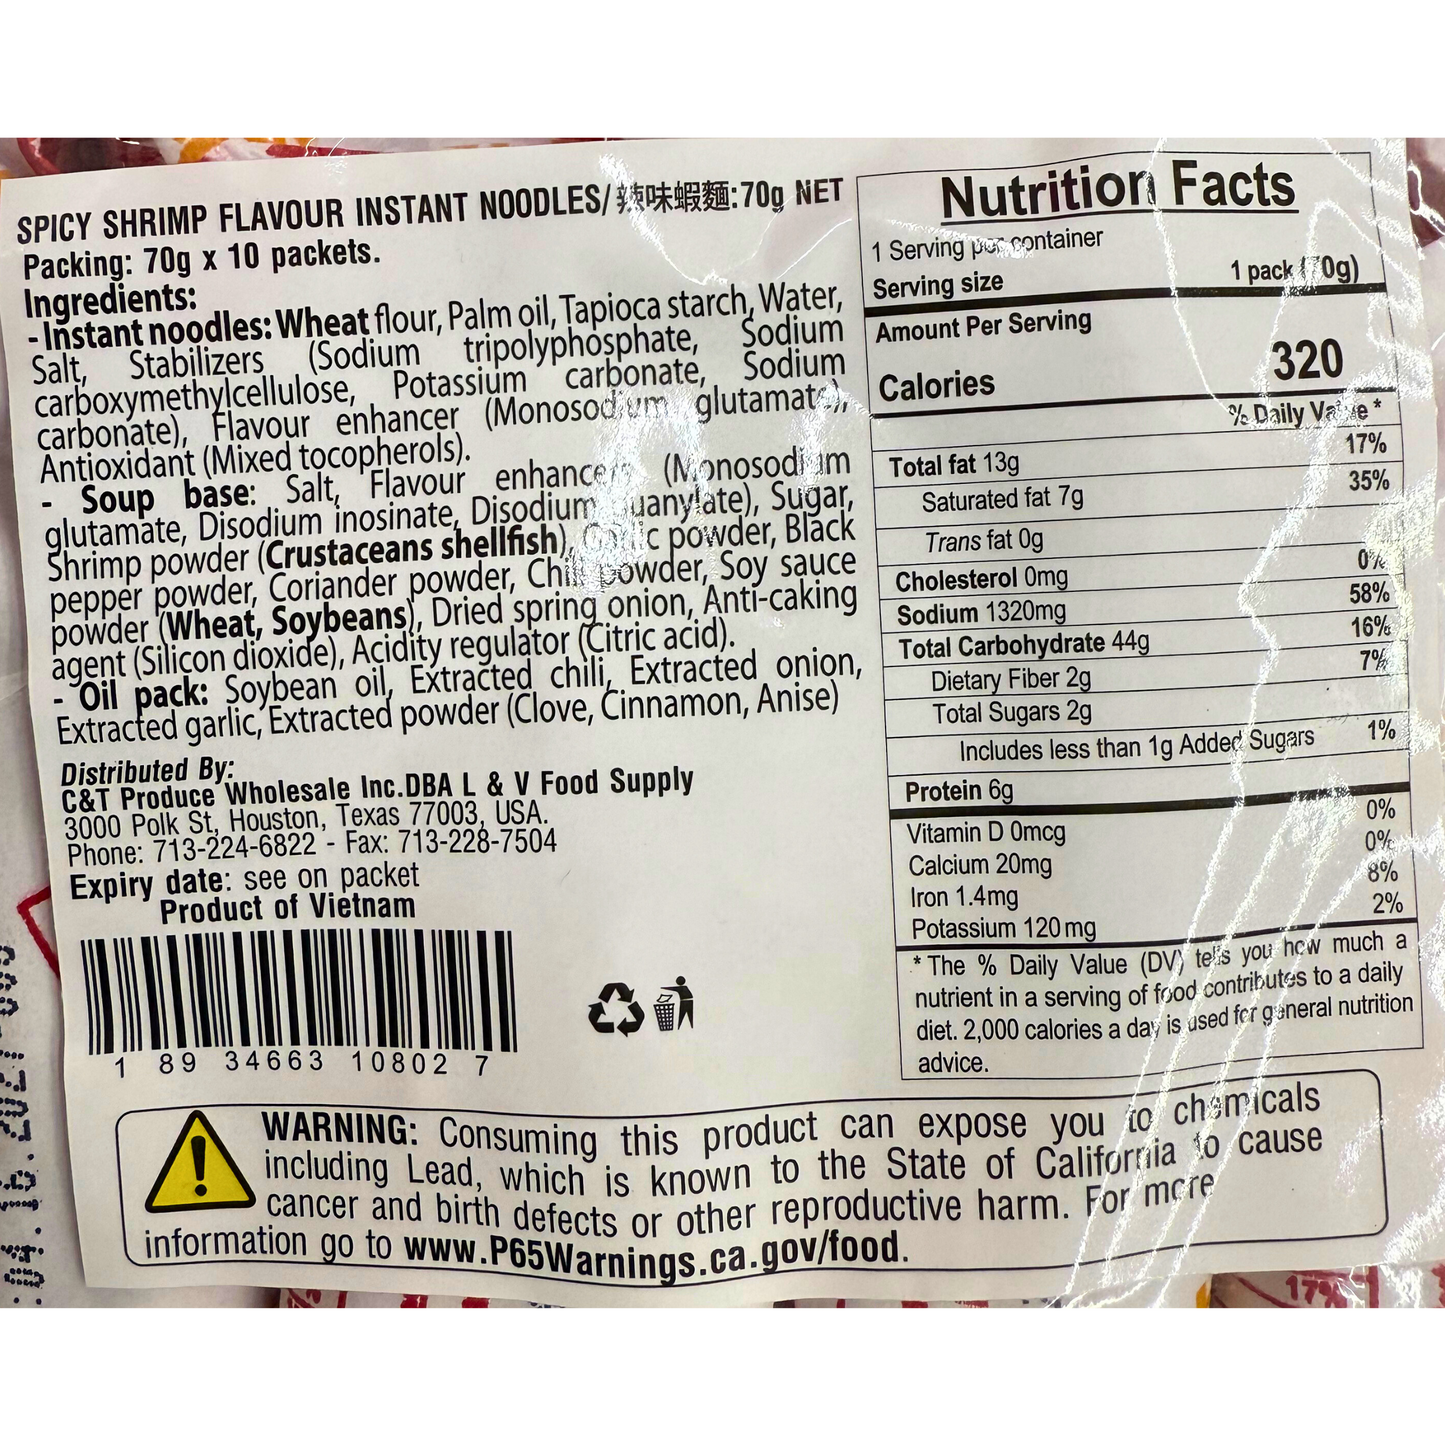 SPICY SHRIMP FLAVOUR INSTANT NOODLES/辣味蝦麵:70g NET
Packing: 70g x 10 packets.
Ingredients:
- Instant noodles: Wheat flour, Palm oil, Tapioca starch, Water,
Salt, Stabilizers (Sodium tripolyphosphate, Sodium
carboxymethylcellulose, Potassium carbonate, Sodium
carbonate), Flavour enhancer (Monosodium glutamate),
Antioxidant (Mixed tocopherols).
- Soup base: Salt, Flavour enhancers (Monosodium
glutamate, Disodium inosinate, Disodium guanylate), Sugar,
Shrimp powder (Crustaceans shellfish), Garlic powder, Black
pepper powder, Coriander powder, Chili powder, Soy sauce
powder (Wheat, Soybeans), Dried spring onion, Anti-caking
agent (Silicon dioxide), Acidity regulator (Citric acid).
- Oil pack: Soybean oil, Extracted chili, Extracted onion,
Extracted garlic, Extracted powder (Clove, Cinnamon, Anise)
Distributed By:
C&T Produce Wholesale Inc.DBA L & V Food Supply
3000 Polk St, Houston, Texas 77003, USA.
Phone: 713-224-6822 - Fax: 713-228-7504
Expiry date: see on packet
Product of Vietnam
1 89 34663 10802 7
Nutrition Facts
1 Serving per container
Serving size 1 pack (70g)
Amount Per Serving
Calories 320
% Daily Value *
Total fat 13g 17%
Saturated fat 7g 35%
Trans fat 0g
Cholesterol 0mg 0%
Sodium 1320mg 58%
Total Carbohydrate 44g 16%
Dietary Fiber 2g 7%
Total Sugars 2g
Includes less than 1g Added Sugars 1%
Protein 6g
Vitamin D 0mcg 0%
Calcium 20mg 0%
Iron 1.4mg 8%
Potassium 120 mg 2%
* The % Daily Value (DV) tells you how much a
nutrient in a serving of food contributes to a daily
diet. 2,000 calories a day is used for general nutrition
advice.
WARNING: Consuming this product can expose you to chemicals
including Lead, which is known to the State of California to cause
cancer and birth defects or other reproductive harm. For more
information go to www.P65Warnings.ca.gov/food.
17%